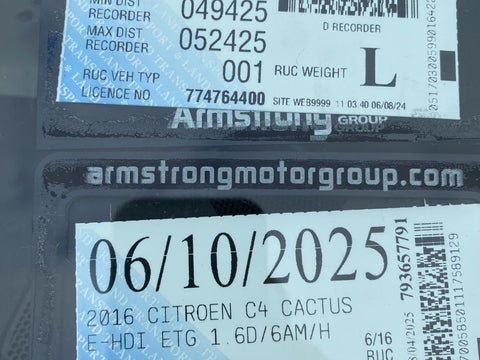 MIN DIST 049425
RECORDER
MAX DIST 052425
RECORDER
D RECORDER
RUC VEH TYP 001 RUC WEIGHT L
LICENCE NO 774764400
SITE WEB9999 11 03 40 06/08/24
Armstrong GROUP
GROUP
armstrongmotorgroup.com
06/10/2025
2016 CITROEN C4 CACTUS
E-HDI ETG 1.6D/6AM/H
6/16
RUC
793657791